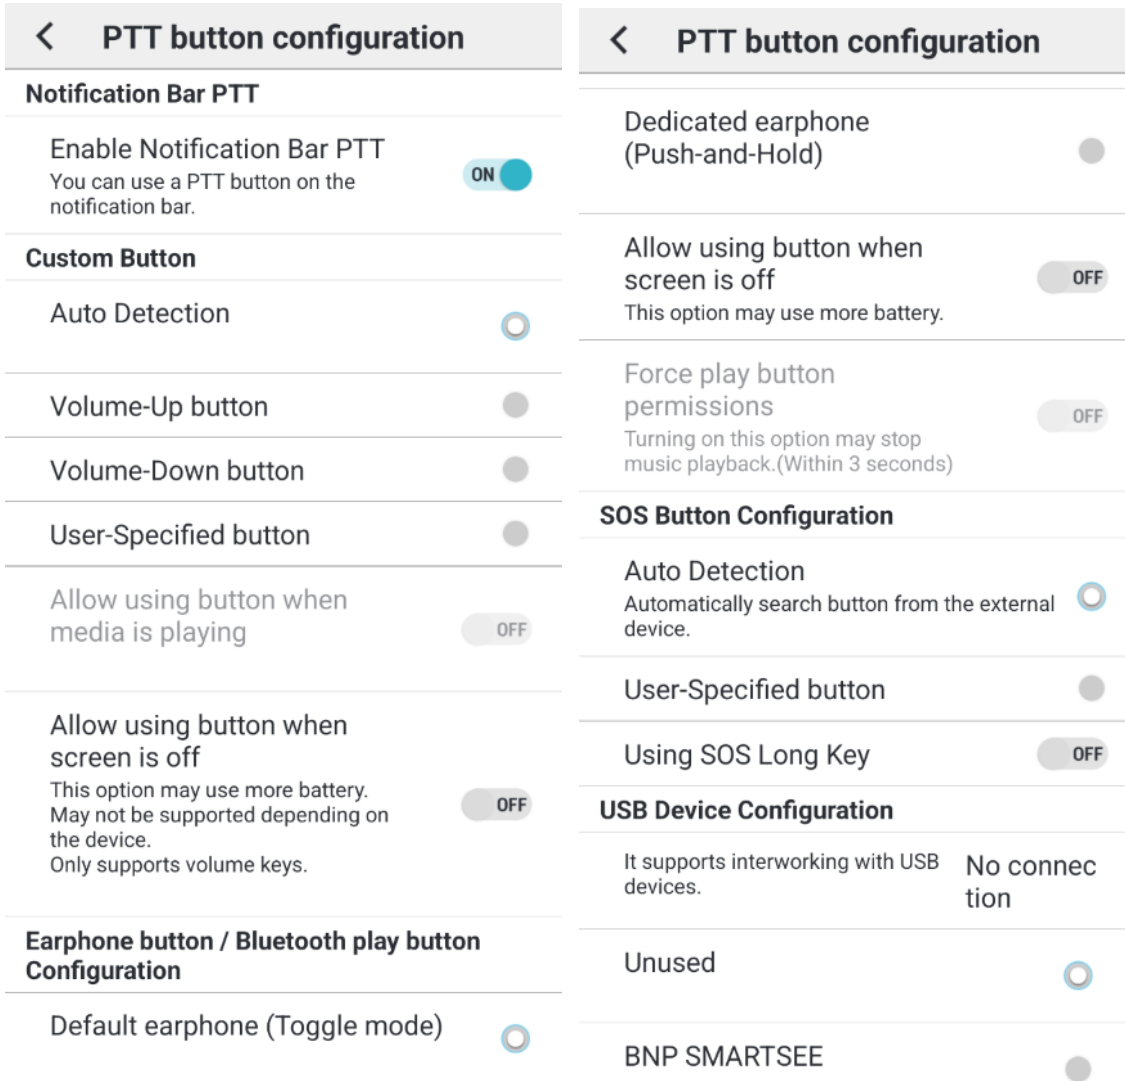 PTT button configuration
Notification Bar PTT
Enable Notification Bar PTT
You can use a PTT button on the
notification bar.
ON
Custom Button
Auto Detection
Volume-Up button
Volume-Down button
User-Specified button
Allow using button when
media is playing
OFF
Allow using button when
screen is off
This option may use more battery.
May not be supported depending on
the device.
Only supports volume keys.
OFF
Earphone button / Bluetooth play button
Configuration
Default earphone (Toggle mode)
PTT button configuration
Dedicated earphone
(Push-and-Hold)
Allow using button when
screen is off
This option may use more battery.
OFF
Force play button
permissions
Turning on this option may stop
music playback.(Within 3 seconds)
OFF
SOS Button Configuration
Auto Detection
Automatically search button from the external
device.
User-Specified button
Using SOS Long Key
OFF
USB Device Configuration
It supports interworking with USB
devices.
No connec
tion
Unused
BNP SMARTSEE